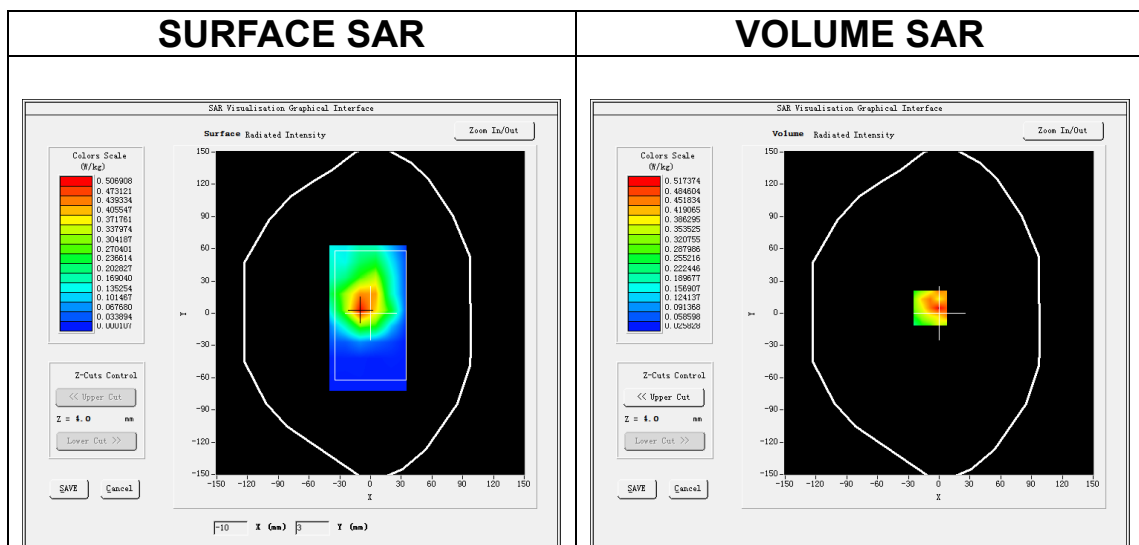 SURFACE SAR
VOLUME SAR
SAR Visualisation Graphical Interface
Surface Radiated Intensity
Zoom In/Out
Colors Scale
(W/kg)
0.506908
0.473121
0.439334
0.405547
0.371761
0.337974
0.304187
0.270401
0.236614
0.202827
0.169040
0.135254
0.101467
0.067680
0.033894
0.000107
Z-Cuts Control
<< Upper Cut
Z = 4.0 mm
Lower Cut >>
SAVE
Cancel
150
120
90
60
30
0
-30
-60
-90
-120
-150
Y
-150 -120 -90 -60 -30 0 30 60 90 120 150
X
-10 X (mm) 3 Y (mm)
SAR Visualisation Graphical Interface
Volume Radiated Intensity
Zoom In/Out
Colors Scale
(W/kg)
0.517374
0.484604
0.451834
0.419065
0.386295
0.353525
0.320755
0.287986
0.255216
0.222446
0.189677
0.156907
0.124137
0.091368
0.058598
0.025828
Z-Cuts Control
<< Upper Cut
Z = 4.0 mm
Lower Cut >>
SAVE
Cancel
150
120
90
60
30
0
-30
-60
-90
-120
-150
Y
-150 -120 -90 -60 -30 0 30 60 90 120 150
X